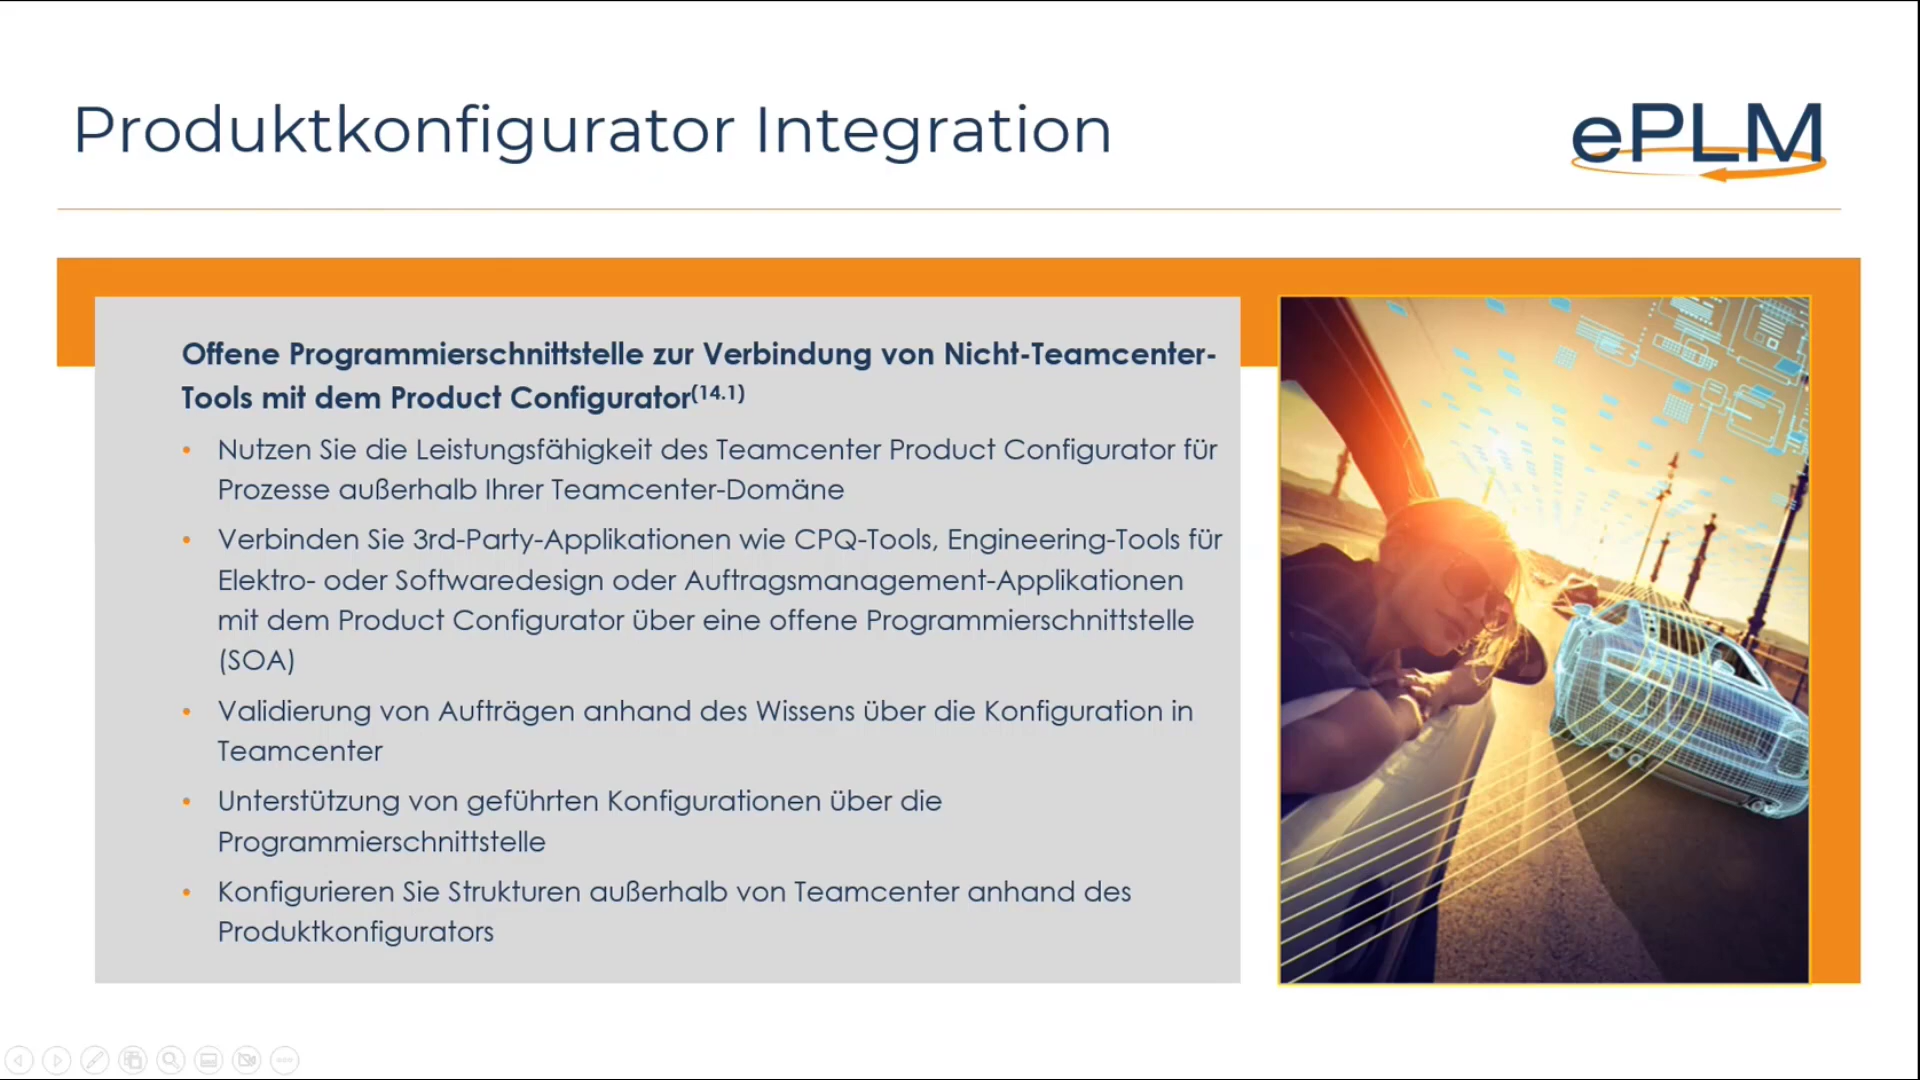 Produktkonfigurator Integration
ePLM
Offene Programmierschnittstelle zur Verbindung von Nicht-Teamcenter-
Tools mit dem Product Configurator(14.1)
• Nutzen Sie die Leistungsfähigkeit des Teamcenter Product Configurator für
Prozesse außerhalb Ihrer Teamcenter-Domäne
• Verbinden Sie 3rd-Party-Applikationen wie CPQ-Tools, Engineering-Tools für
Elektro- oder Softwaredesign oder Auftragsmanagement-Applikationen
mit dem Product Configurator über eine offene Programmierschnittstelle
(SOA)
• Validierung von Aufträgen anhand des Wissens über die Konfiguration in
Teamcenter
• Unterstützung von geführten Konfigurationen über die
Programmierschnittstelle
• Konfigurieren Sie Strukturen außerhalb von Teamcenter anhand des
Produktkonfigurators